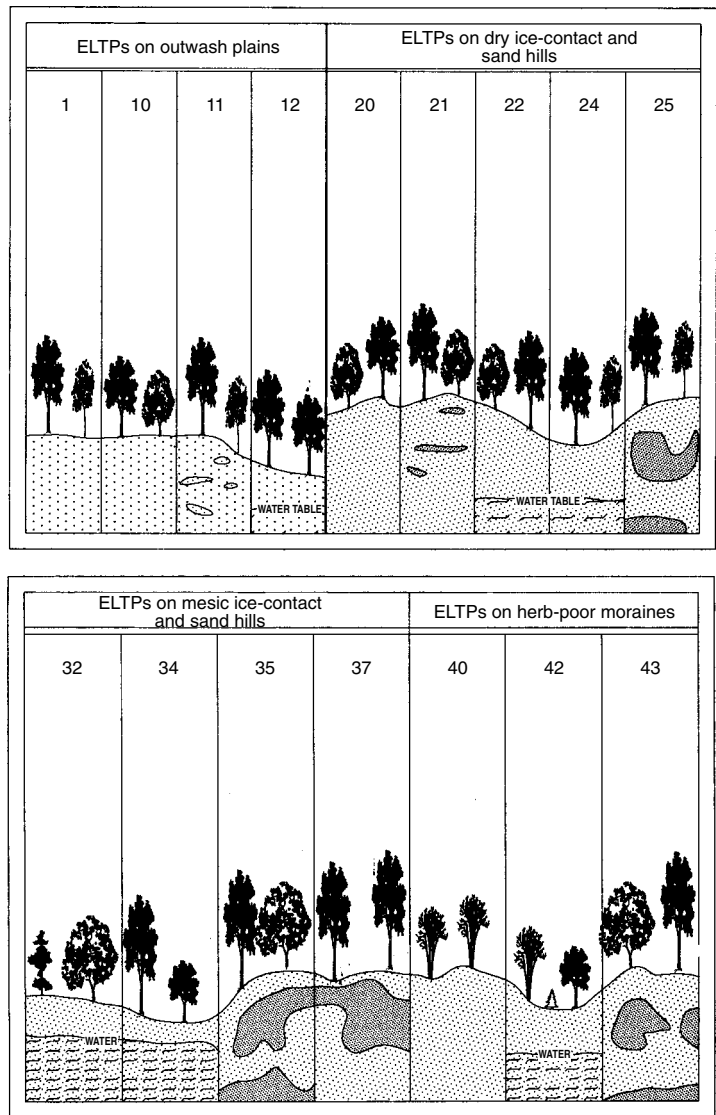 ELTPs on outwash plains
ELTPs on dry ice-contact and
sand hills
1 10 11 12 20 21 22 24 25
WATER TABLE
WATER TABLE
ELTPs on mesic ice-contact
and sand hills
ELTPs on herb-poor moraines
32 34 35 37 40 42 43
WATER
WATER